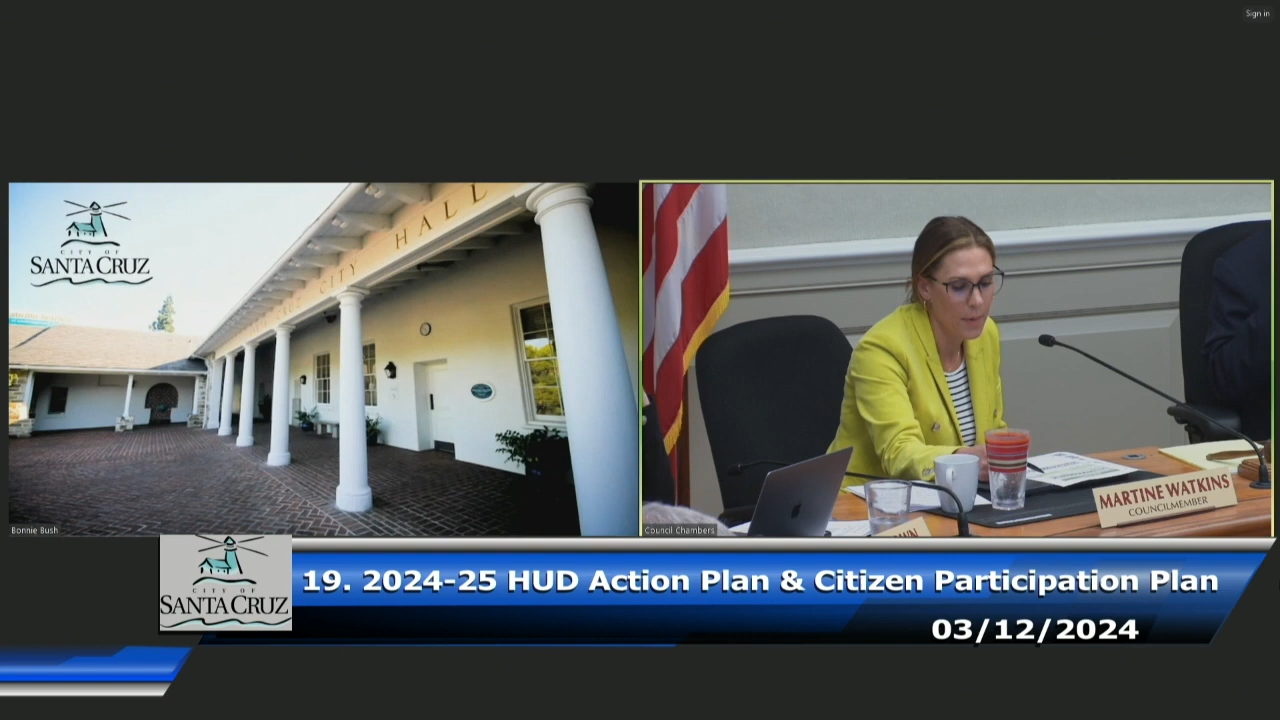 Sign in
CITY OF
SANTA CRUZ
CITY HALL
Bonnie Bush
Council Chambers
MARTINE WATKINS
COUNCILMEMBER
CITY OF
SANTA CRUZ
19. 2024-25 HUD Action Plan & Citizen Participation Plan
03/12/2024